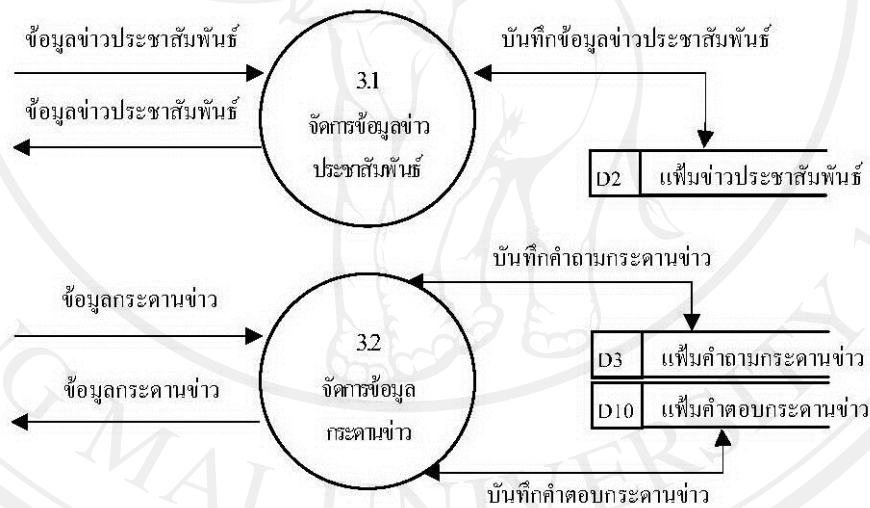 ข้อมูลข่าวประชาสัมพันธ์
บันทึกข้อมูลข่าวประชาสัมพันธ์
3.1
จัดการข้อมูลข่าว
ประชาสัมพันธ์
ข้อมูลข่าวประชาสัมพันธ์
D2 แฟ้มข่าวประชาสัมพันธ์
บันทึกคำถามกระดานข่าว
ข้อมูลกระดานข่าว
3.2
จัดการข้อมูล
กระดานข่าว
ข้อมูลกระดานข่าว
D3 แฟ้มคำถามกระดานข่าว
D10 แฟ้มคำตอบกระดานข่าว
บันทึกคำตอบกระดานข่าว
G MAI UNIVERSITY